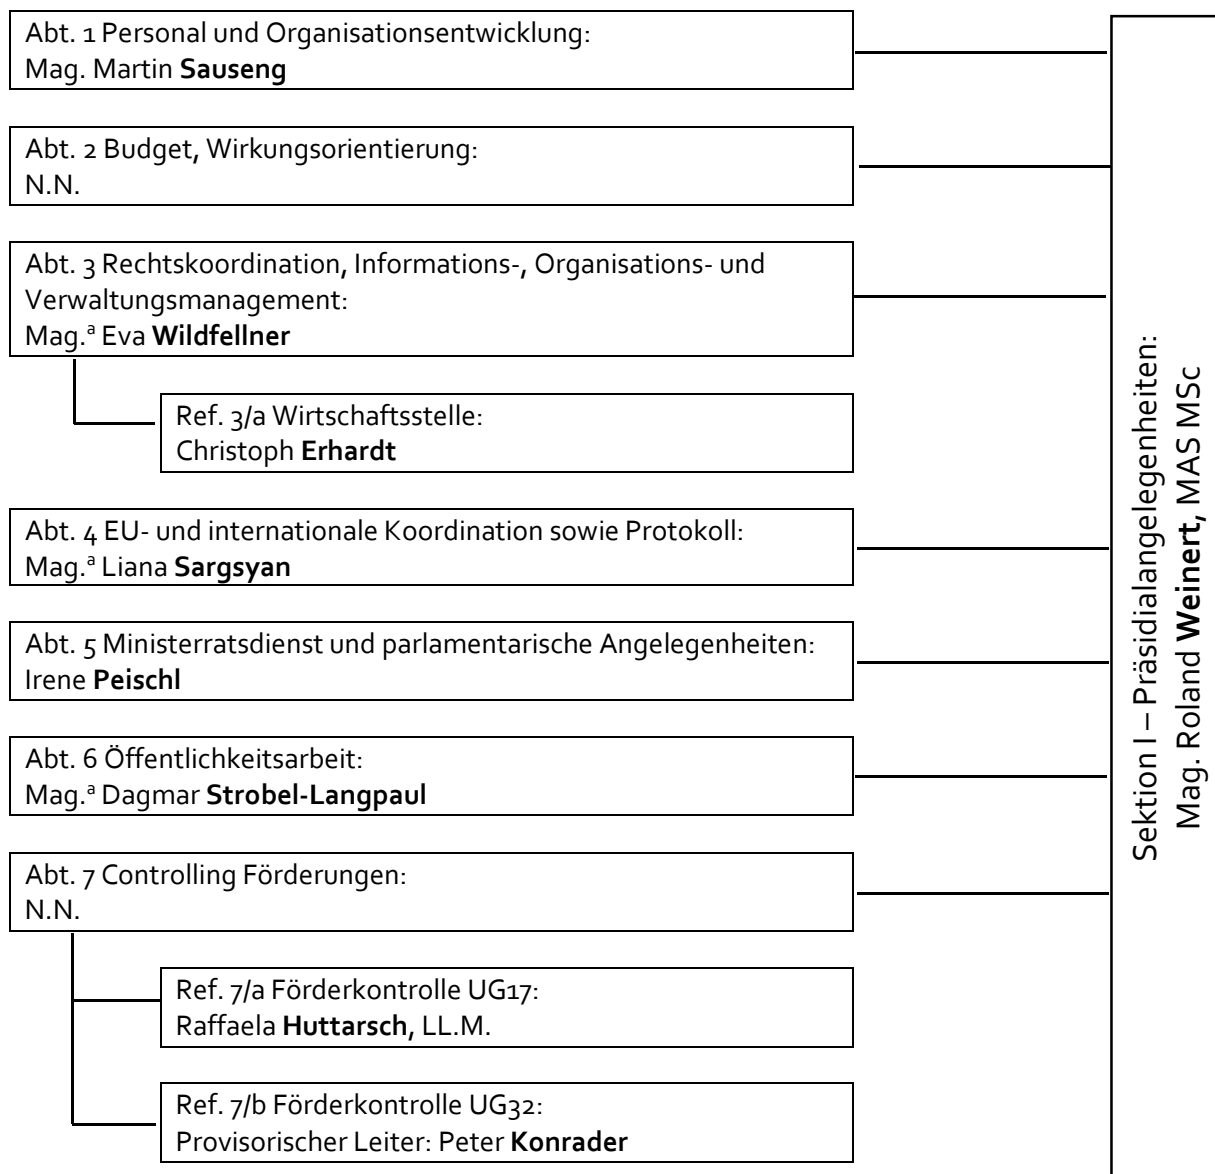 Abt. 1 Personal und Organisationsentwicklung:
Mag. Martin Sauseng
Abt. 2 Budget, Wirkungsorientierung:
N.N.
Abt. 3 Rechtskoordination, Informations-, Organisations- und
Verwaltungsmanagement:
Mag.ª Eva Wildfellner
Ref. 3/a Wirtschaftsstelle:
Christoph Erhardt
Abt. 4 EU- und internationale Koordination sowie Protokoll:
Mag.ª Liana Sargsyan
Abt. 5 Ministerratsdienst und parlamentarische Angelegenheiten:
Irene Peischl
Abt. 6 Öffentlichkeitsarbeit:
Mag.ª Dagmar Strobel-Langpaul
Abt. 7 Controlling Förderungen:
N.N.
Ref. 7/a Förderkontrolle UG17:
Raffaela Huttarsch, LL.M.
Ref. 7/b Förderkontrolle UG32:
Provisorischer Leiter: Peter Konrader
Sektion I – Präsidialangelegenheiten:
Mag. Roland Weinert, MAS MSc